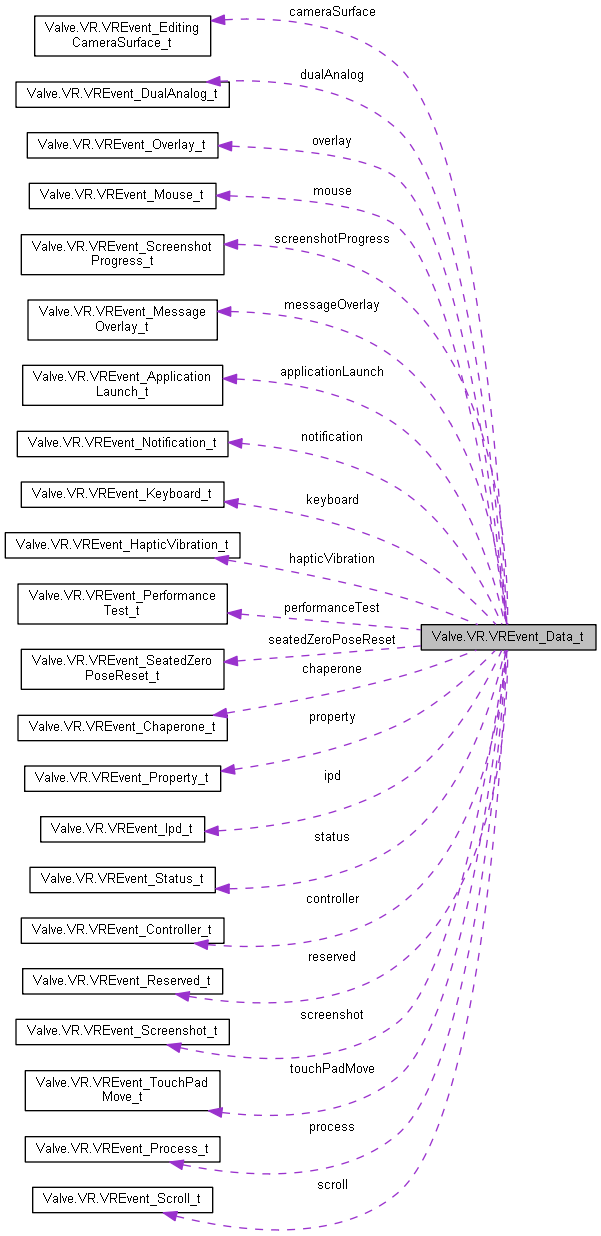 cameraSurface
Valve.VR.VREvent_Editing
CameraSurface_t
dualAnalog
Valve.VR.VREvent_DualAnalog_t
overlay
Valve.VR.VREvent_Overlay_t
mouse
Valve.VR.VREvent_Mouse_t
screenshotProgress
Valve.VR.VREvent_Screenshot
Progress_t
messageOverlay
Valve.VR.VREvent_Message
Overlay_t
applicationLaunch
Valve.VR.VREvent_Application
Launch_t
notification
Valve.VR.VREvent_Notification_t
keyboard
Valve.VR.VREvent_Keyboard_t
hapticVibration
Valve.VR.VREvent_HapticVibration_t
performanceTest
Valve.VR.VREvent_Performance
Test_t
Valve.VR.VREvent_Data_t
seatedZeroPoseReset
Valve.VR.VREvent_SeatedZero
PoseReset_t
chaperone
Valve.VR.VREvent_Chaperone_t
property
Valve.VR.VREvent_Property_t
ipd
Valve.VR.VREvent_Ipd_t
status
Valve.VR.VREvent_Status_t
controller
Valve.VR.VREvent_Controller_t
reserved
Valve.VR.VREvent_Reserved_t
screenshot
Valve.VR.VREvent_Screenshot_t
touchPadMove
Valve.VR.VREvent_TouchPad
Move_t
process
Valve.VR.VREvent_Process_t
scroll
Valve.VR.VREvent_Scroll_t